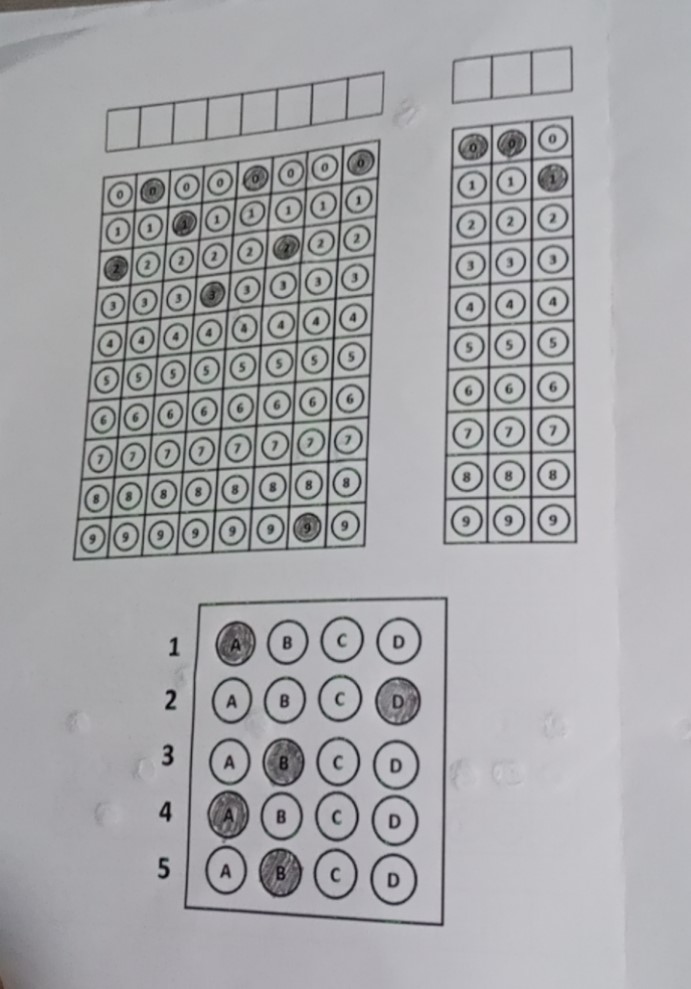 0 0 0 0 0 0 0 0
1 1 1 1 1 1 1 1
2 2 2 2 2 2 2 2
3 3 3 3 3 3 3 3
4 4 4 4 4 4 4 4
5 5 5 5 5 5 5 5
6 6 6 6 6 6 6 6
7 7 7 7 7 7 7 7
8 8 8 8 8 8 8 8
9 9 9 9 9 9 9 9
0 0 0
1 1 1
2 2 2
3 3 3
4 4 4
5 5 5
6 6 6
7 7 7
8 8 8
9 9 9
1 A B C D
2 A B C D
3 A B C D
4 A B C D
5 A B C D